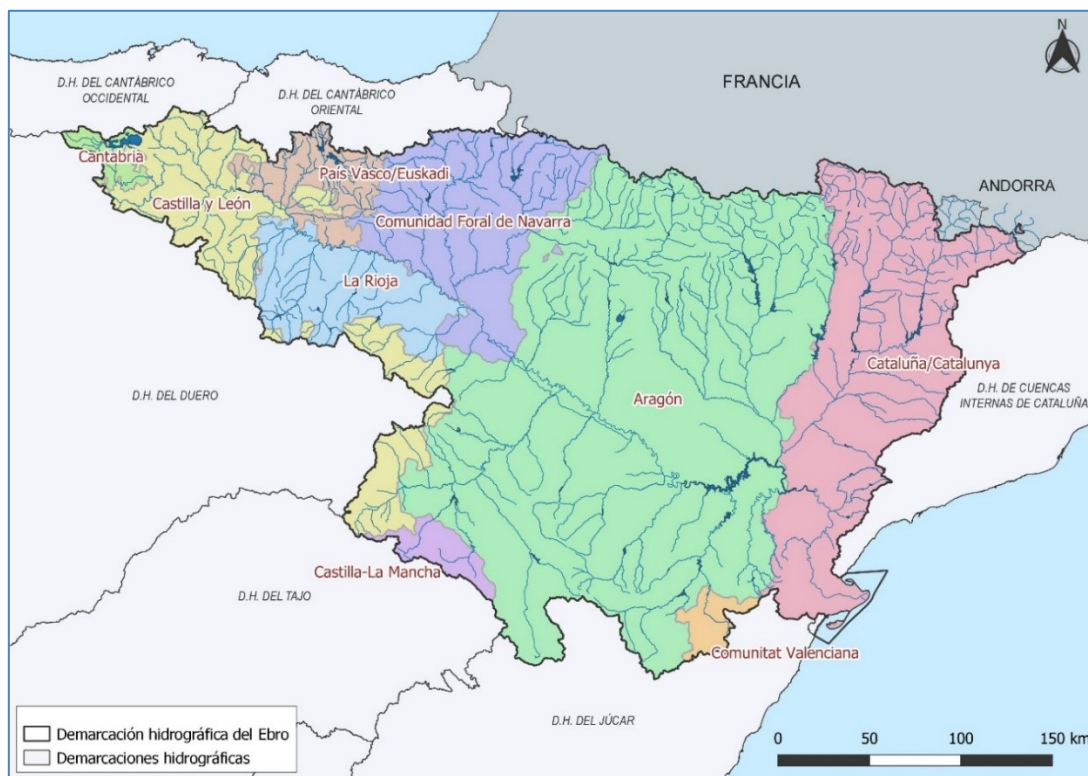 D.H. DEL CANTÁBRICO
OCCIDENTAL
D.H. DEL CANTÁBRICO
ORIENTAL
FRANCIA
N
ANDORRA
Cantabria
País Vasco/Euskadi
Castilla y León
Comunidad Foral de Navarra
La Rioja
Cataluña/Catalunya
Aragón
D.H. DE CUENCAS
INTERNAS DE CATALUÑA
D.H. DEL DUERO
Castilla-La Mancha
D.H. DEL TAJO
Comunitat Valenciana
D.H. DEL JÚCAR
Demarcación hidrográfica del Ebro
Demarcaciones hidrográficas
0 50 100 150 km